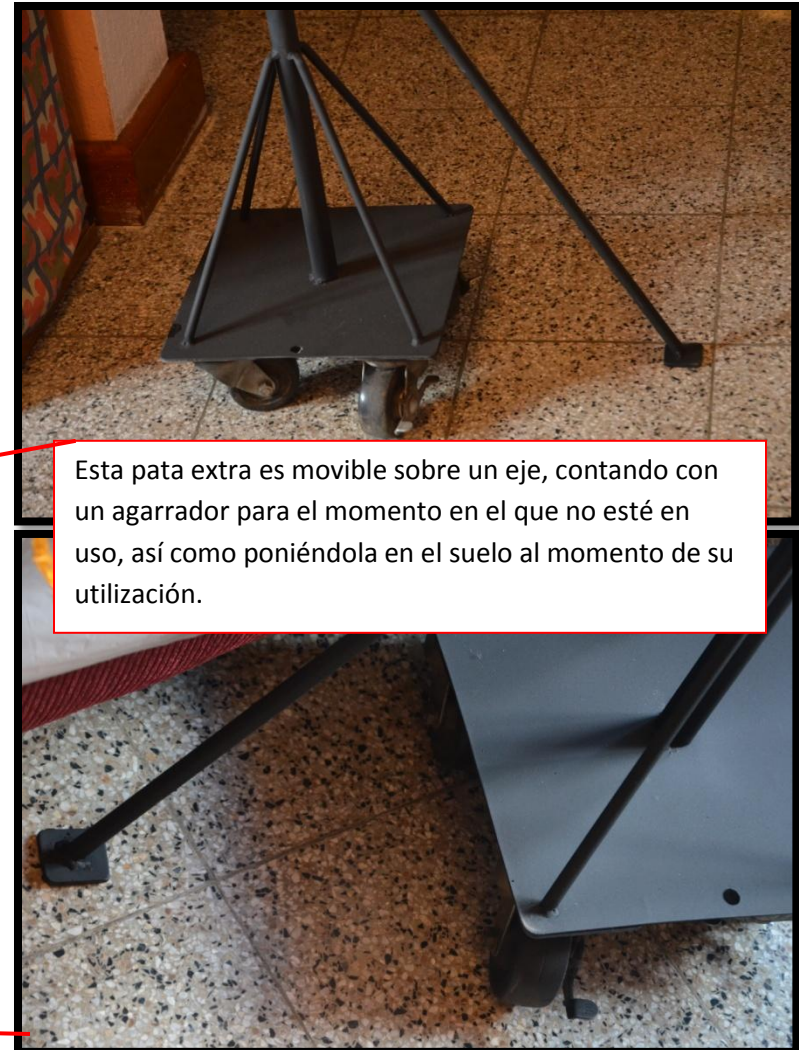 Esta pata extra es movible sobre un eje, contando con
un agarrador para el momento en el que no esté en
uso, así como poniéndola en el suelo al momento de su
utilización.